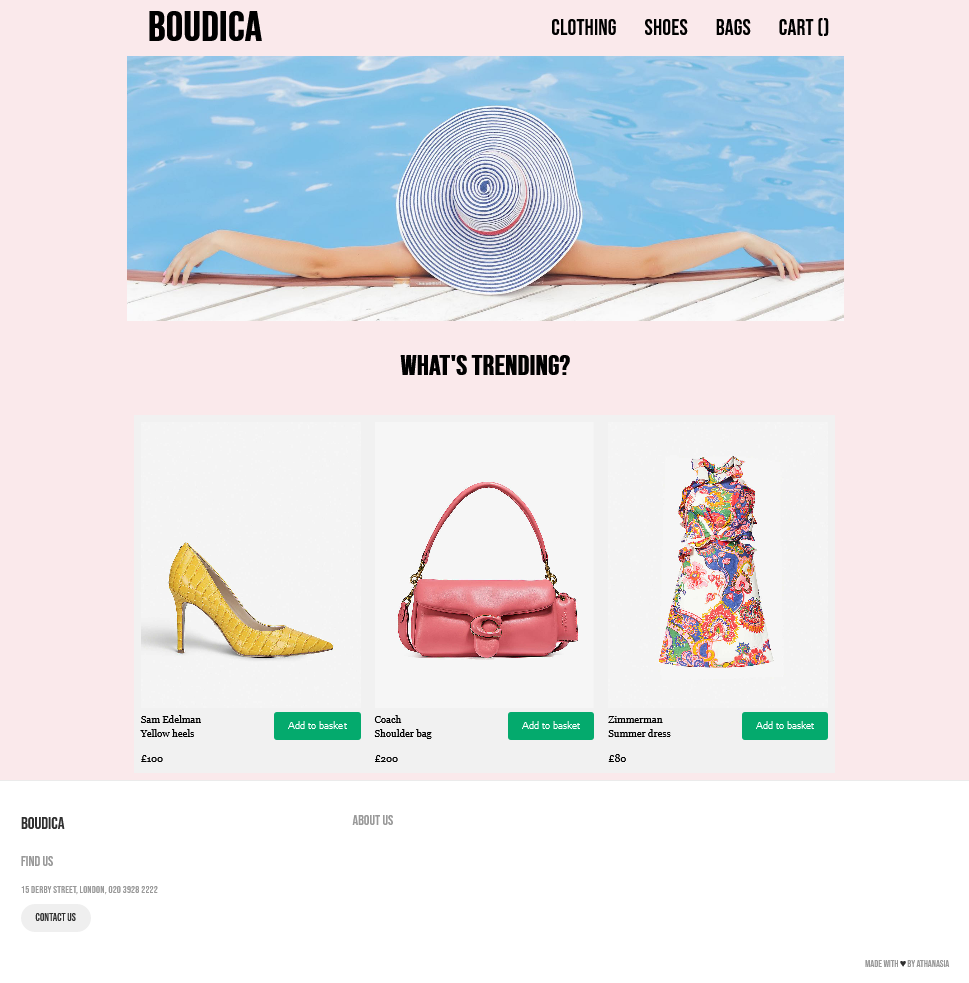 BOUDICA
CLOTHING SHOES BAGS CART ()
WHAT'S TRENDING?
Sam Edelman
Yellow heels
Add to basket
£100
Coach
Shoulder bag
Add to basket
£200
Zimmerman
Summer dress
Add to basket
£80
BOUDICA
ABOUT US
FIND US
15 DERBY STREET, LONDON, 020 3928 2222
CONTACT US
MADE WITH ♥ BY ATHANASIA